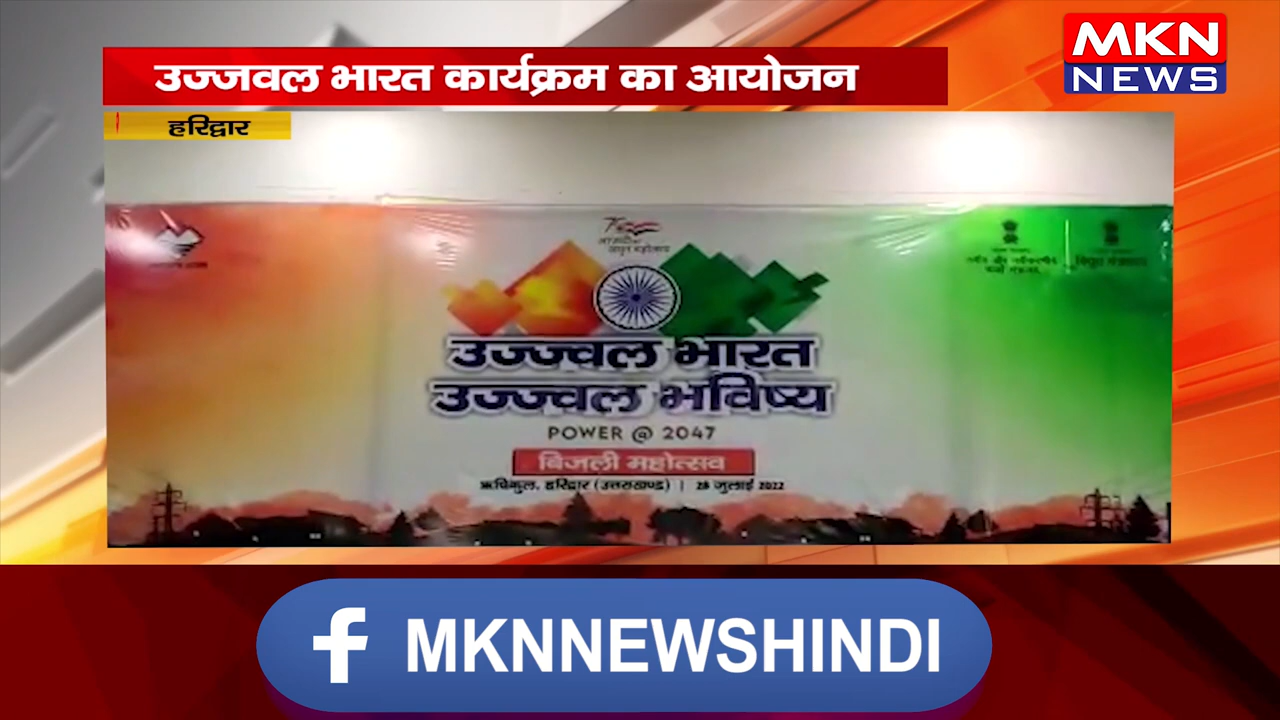 उज्जवल भारत कार्यक्रम का आयोजन
MKN
NEWS
हरिद्वार
उज्ज्वल भारत
उज्ज्वल भविष्य
POWER @ 2047
बिजली महोत्सव
ऋषिकुल, हरिद्वार (उत्तराखण्ड) | 28 जुलाई 2022
f MKNNEWSHINDI